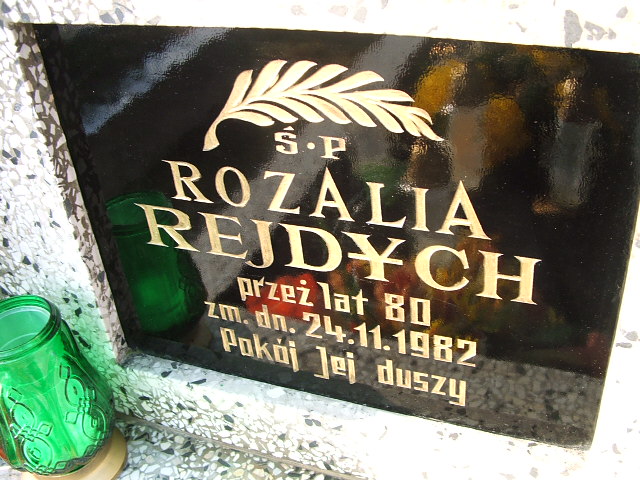 Ś.P
ROZALIA
REJDYCH
przeż lat 80
zm. dn. 24.11.1982
Pokój Jej duszy